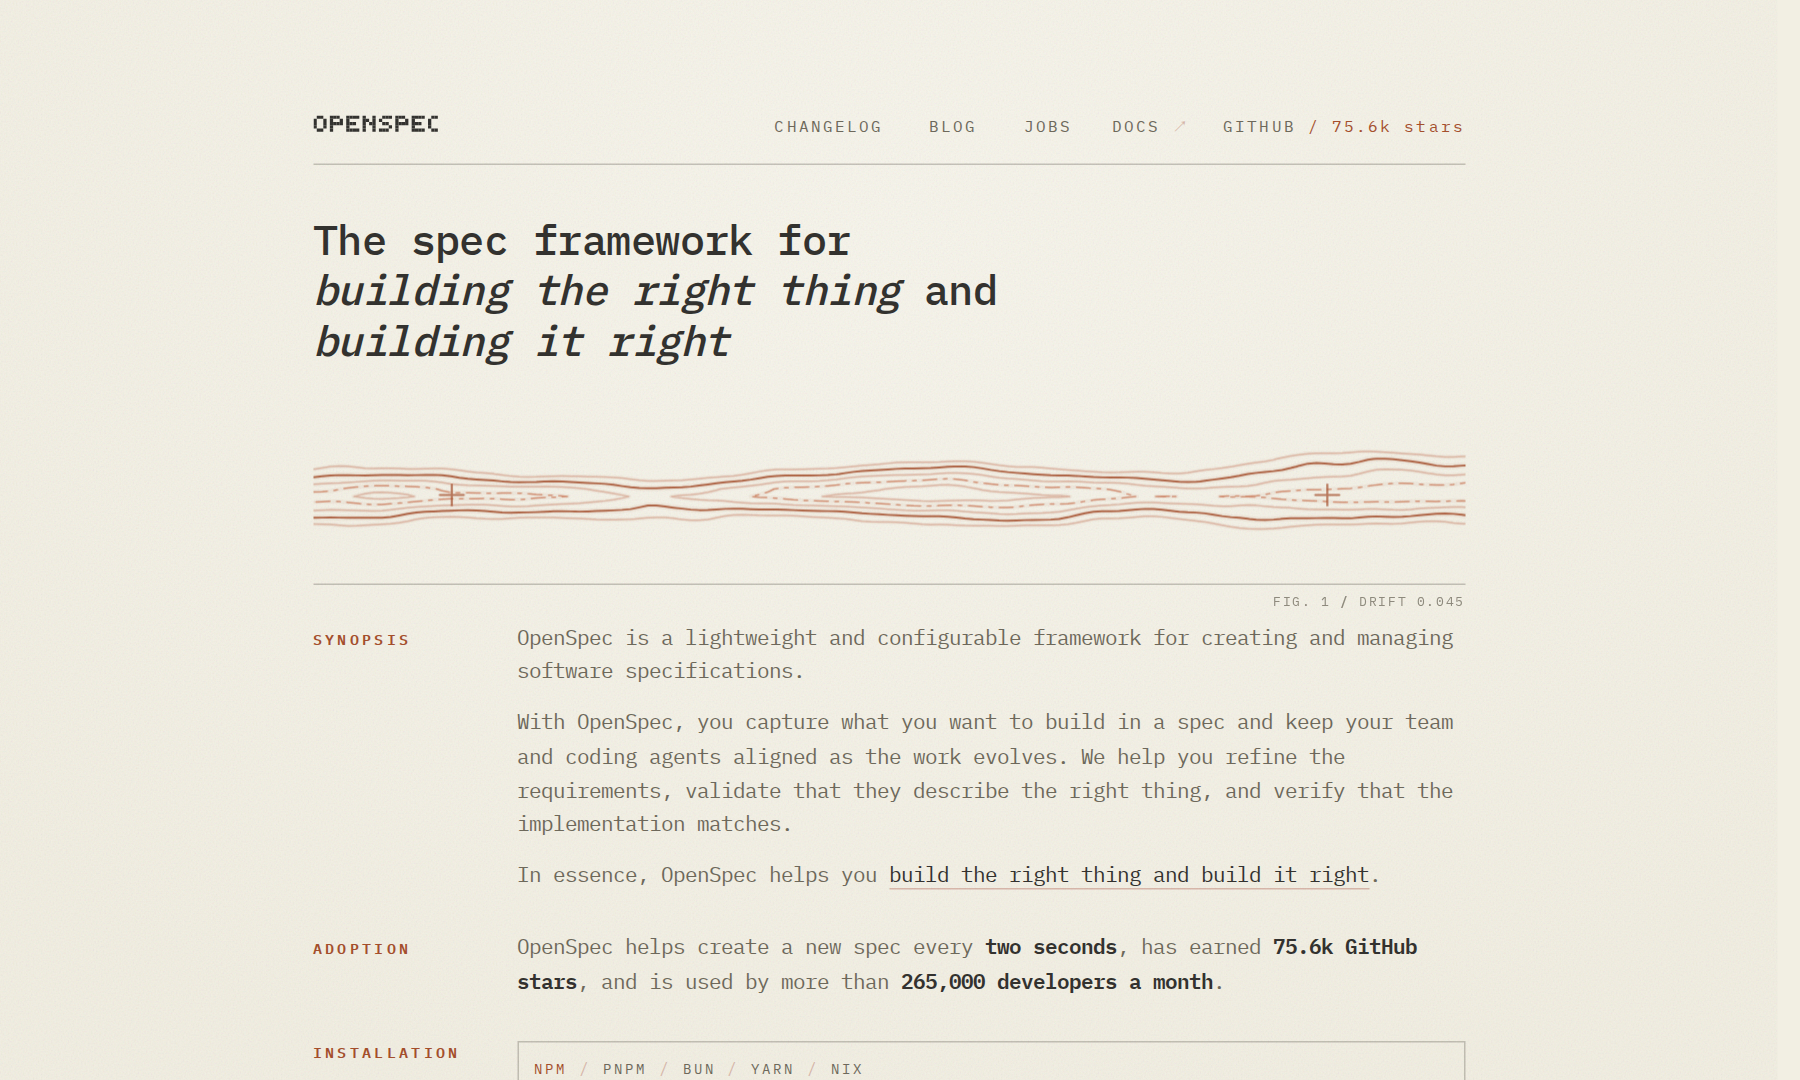 OPENSPEC
CHANGELOG BLOG JOBS DOCS ↗ GITHUB / 75.6k stars
The spec framework for
building the right thing and
building it right
FIG. 1 / DRIFT 0.045
SYNOPSIS
OpenSpec is a lightweight and configurable framework for creating and managing
software specifications.
With OpenSpec, you capture what you want to build in a spec and keep your team
and coding agents aligned as the work evolves. We help you refine the
requirements, validate that they describe the right thing, and verify that the
implementation matches.
In essence, OpenSpec helps you build the right thing and build it right.
ADOPTION
OpenSpec helps create a new spec every two seconds, has earned 75.6k GitHub
stars, and is used by more than 265,000 developers a month.
INSTALLATION
NPM / PNPM / BUN / YARN / NIX